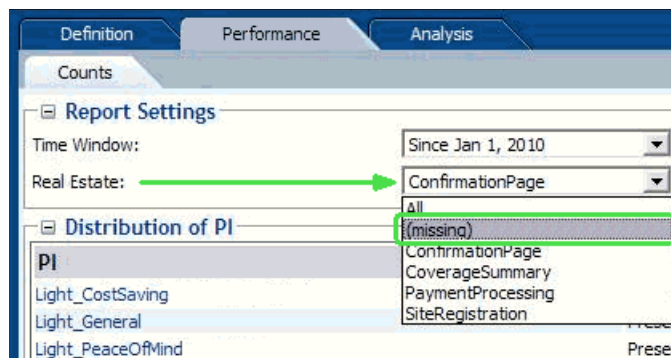 Definition Performance Analysis
Counts
Report Settings
Time Window: Since Jan 1, 2010
Real Estate: ConfirmationPage
All
(missing)
Distribution of PI
ConfirmationPage
PI
CoverageSummary
Light_CostSaving
PaymentProcessing
SiteRegistration
Light_General
Light_PeaceOfMind Prese